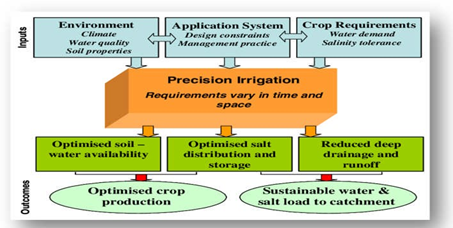 Inputs
Environment
Climate
Water quality
Soil properties
Application System
Design constraints
Management practice
Crop Requirements
Water demand
Salinity tolerance
Precision Irrigation
Requirements vary in time and
space
Optimised soil –
water availability
Optimised salt
distribution and
storage
Reduced deep
drainage and
runoff
Outcomes
Optimised crop
production
Sustainable water &
salt load to catchment